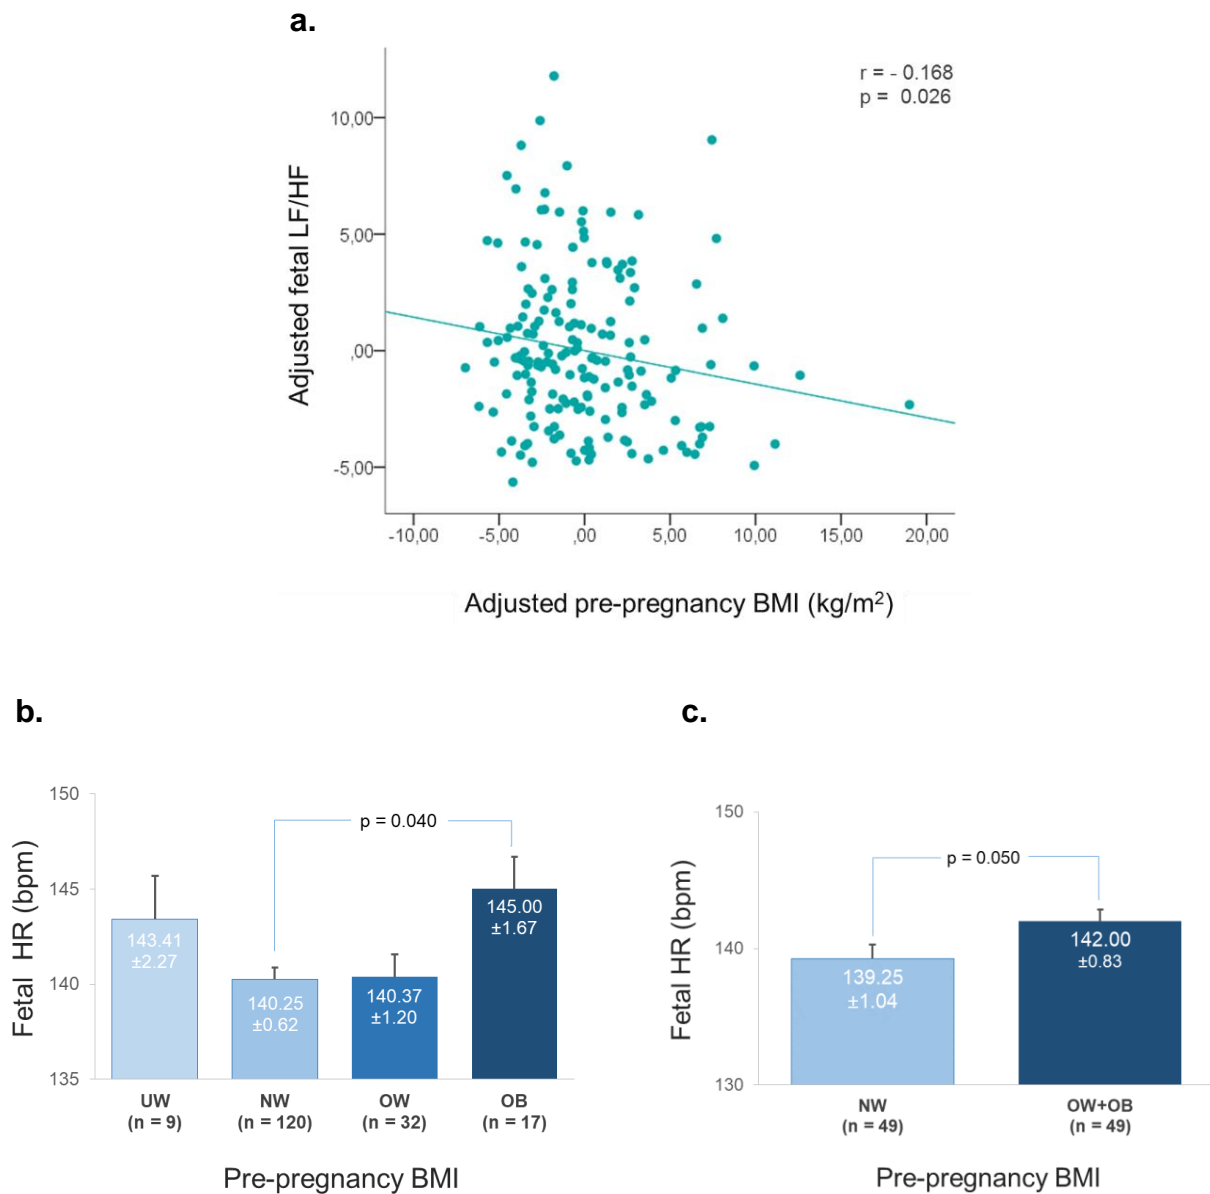 a.
r = - 0.168
p = 0.026
Adjusted fetal LF/HF
10,00
5,00
,00
-5,00
-10,00 -5,00 ,00 5,00 10,00 15,00 20,00
Adjusted pre-pregnancy BMI (kg/m²)
b.
Fetal HR (bpm)
150
145
140
135
p = 0.040
143.41
±2.27
140.25
±0.62
140.37
±1.20
145.00
±1.67
UW NW OW OB
(n = 9) (n = 120) (n = 32) (n = 17)
Pre-pregnancy BMI
c.
Fetal HR (bpm)
150
140
130
p = 0.050
139.25
±1.04
142.00
±0.83
NW OW+OB
(n = 49) (n = 49)
Pre-pregnancy BMI